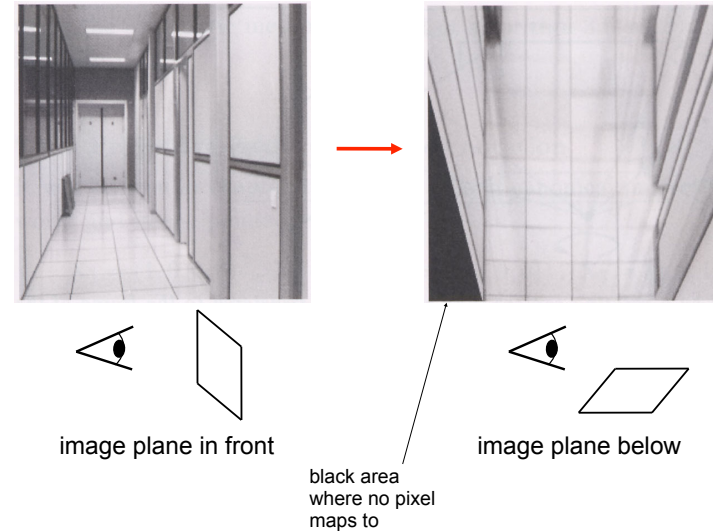 image plane in front
image plane below
black area
where no pixel
maps to